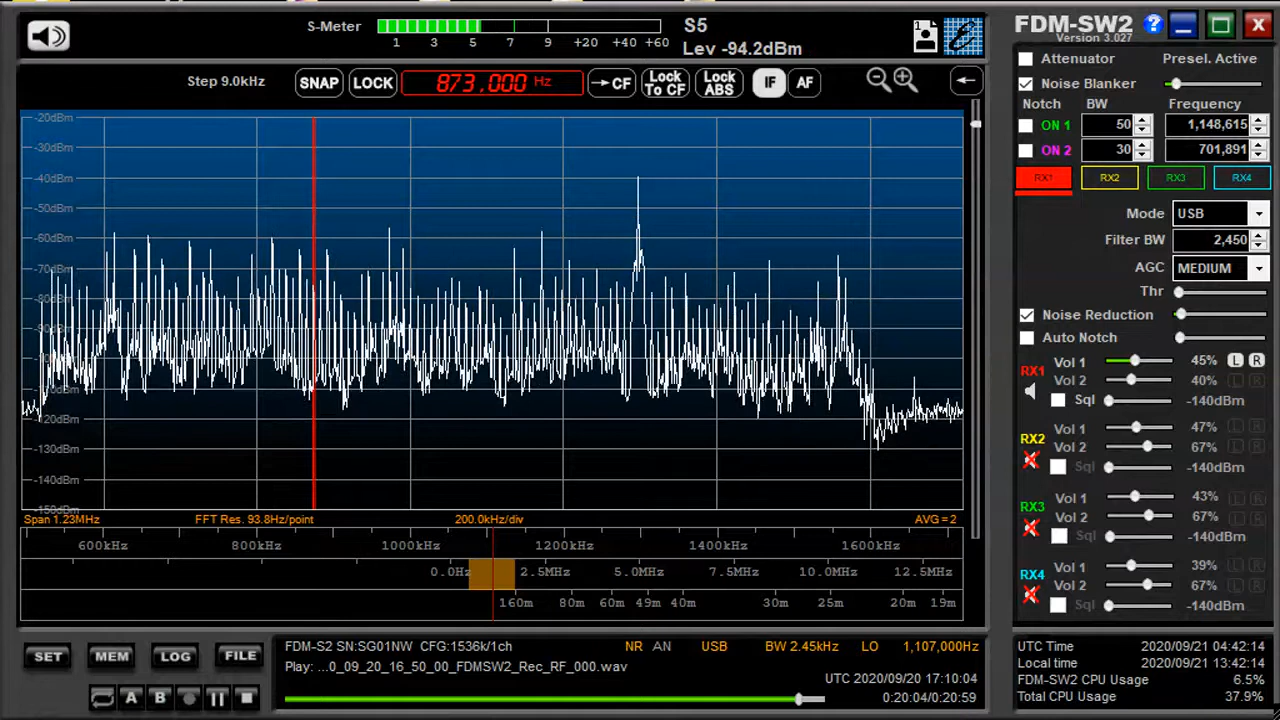 S-Meter
1 3 5 7 9 +20 +40 +60
S5
Lev -94.2dBm
1
FDM-SW2 ?
Version 3.027
Step 9.0kHz SNAP LOCK 873.000 Hz →CF Lock To CF Lock ABS IF AF
Attenuator Presel. Active
Noise Blanker
Notch BW Frequency
ON 1 50 1,148,615
ON 2 30 701,891
RX1 RX2 RX3 RX4
Mode USB
Filter BW 2,450
AGC MEDIUM
Thr
Noise Reduction
Auto Notch
RX1 Vol 1 45% L R
Vol 2 40% L R
Sql -140dBm
RX2 Vol 1 47% L R
Vol 2 67% L R
Sql -140dBm
RX3 Vol 1 43% L R
Vol 2 67% L R
Sql -140dBm
RX4 Vol 1 39% L R
Vol 2 67% L R
Sql -140dBm
-20dBm
-30dBm
-40dBm
-50dBm
-60dBm
-70dBm
-80dBm
-90dBm
-100dBm
-110dBm
-120dBm
-130dBm
-140dBm
-150dBm
Span 1.23MHz FFT Res. 93.8Hz/point 200.0kHz/div AVG = 2
600kHz 800kHz 1000kHz 1200kHz 1400kHz 1600kHz
0.0Hz 2.5MHz 5.0MHz 7.5MHz 10.0MHz 12.5MHz
160m 80m 60m 49m 40m 30m 25m 20m 19m
SET MEM LOG FILE
A B
FDM-S2 SN:SG01NW CFG:1536k/1ch NR AN USB BW 2.45kHz LO 1,107,000Hz
Play: ...0_09_20_16_50_00_FDMSW2_Rec_RF_000.wav
UTC 2020/09/20 17:10:04
0:20:04/0:20:59
UTC Time 2020/09/21 04:42:14
Local time 2020/09/21 13:42:14
FDM-SW2 CPU Usage 6.5%
Total CPU Usage 37.9%